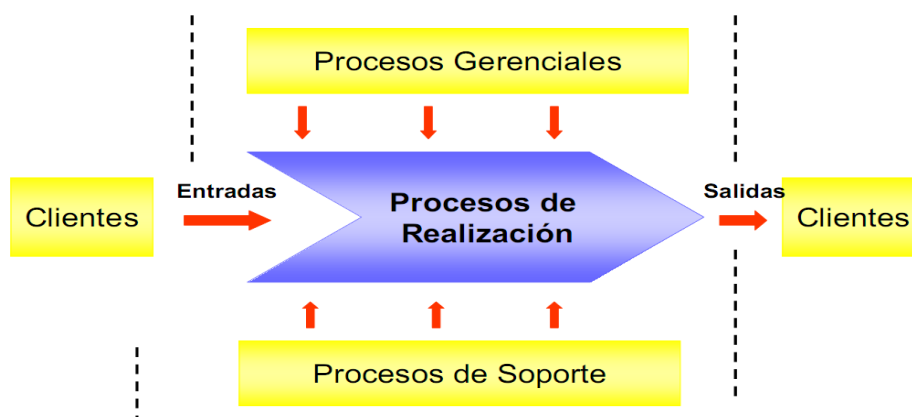 Procesos Gerenciales
Clientes
Entradas
Procesos de
Realización
Salidas
Clientes
Procesos de Soporte